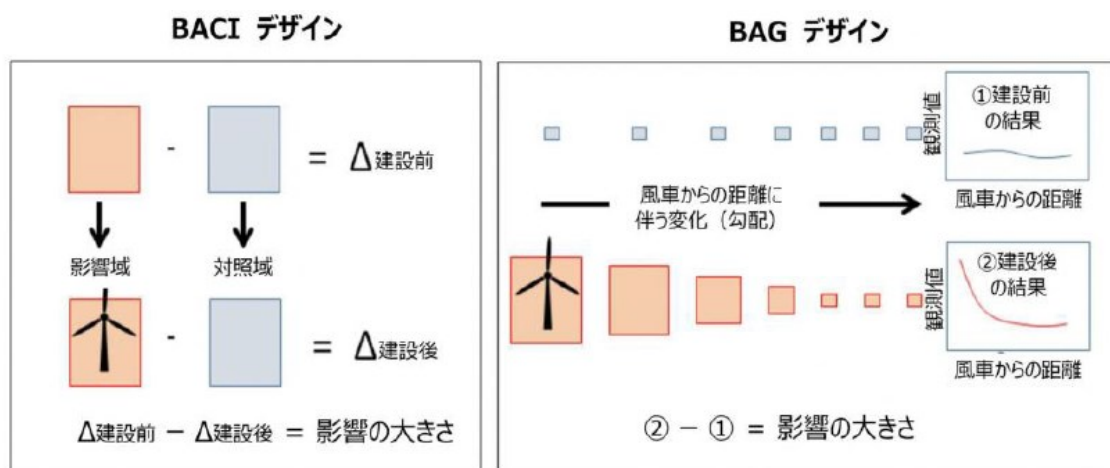 BACI デザイン
- = Δ建設前
影響域 対照域
- = Δ建設後
Δ建設前 － Δ建設後 = 影響の大きさ
BAG デザイン
観測値
①建設前
の結果
風車からの距離
風車からの距離に
伴う変化（勾配）
観測値
②建設後
の結果
風車からの距離
② － ① = 影響の大きさ